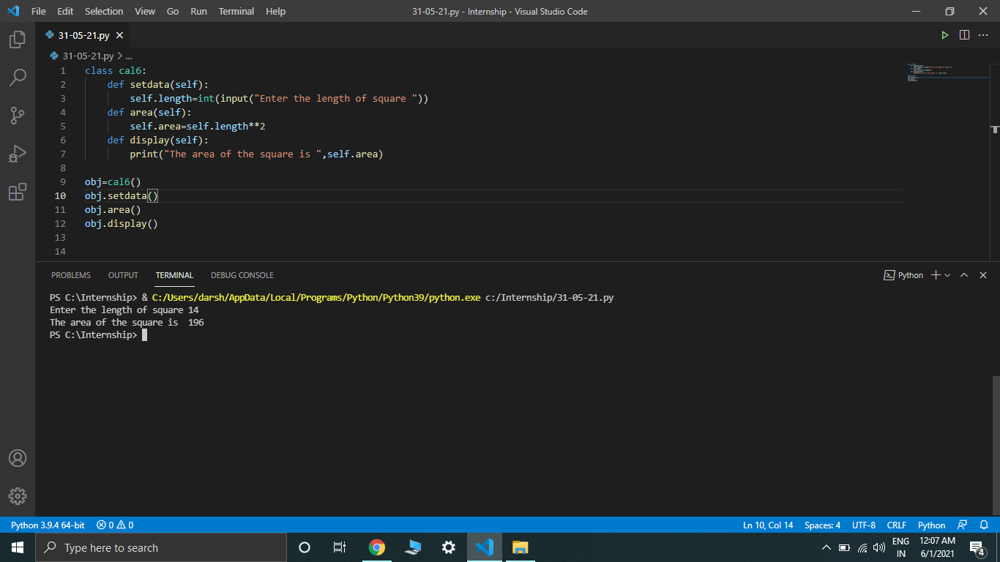 File Edit Selection View Go Run Terminal Help 31-05-21.py - Internship - Visual Studio Code
31-05-21.py
31-05-21.py > ...
1 class cal6:
2 def setdata(self):
3 self.length=int(input("Enter the length of square "))
4 def area(self):
5 self.area=self.length**2
6 def display(self):
7 print("The area of the square is ",self.area)
8
9 obj=cal6()
10 obj.setdata()
11 obj.area()
12 obj.display()
13
14
PROBLEMS OUTPUT TERMINAL DEBUG CONSOLE Python
PS C:\Internship> & C:/Users/darsh/AppData/Local/Programs/Python/Python39/python.exe c:/Internship/31-05-21.py
Enter the length of square 14
The area of the square is  196
PS C:\Internship>
Python 3.9.4 64-bit 0 0 Ln 10, Col 14 Spaces: 4 UTF-8 CRLF Python
Type here to search
ENG
IN
12:07 AM
6/1/2021
4